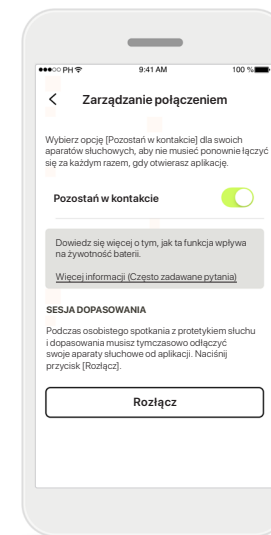 PH 9:41 AM 100 %
Zarządzanie połączeniem
Wybierz opcję [Pozostań w kontakcie] dla swoich
aparatów słuchowych, aby nie musieć ponownie łączyć
się za każdym razem, gdy otwierasz aplikację.
Pozostań w kontakcie
Dowiedz się więcej o tym, jak ta funkcja wpływa
na żywotność baterii.
Więcej informacji (Często zadawane pytania)
SESJA DOPASOWANIA
Podczas osobistego spotkania z protetykiem słuchu
i dopasowania musisz tymczasowo odłączyć
swoje aparaty słuchowe od aplikacji. Naciśnij
przycisk [Rozłącz].
Rozłącz